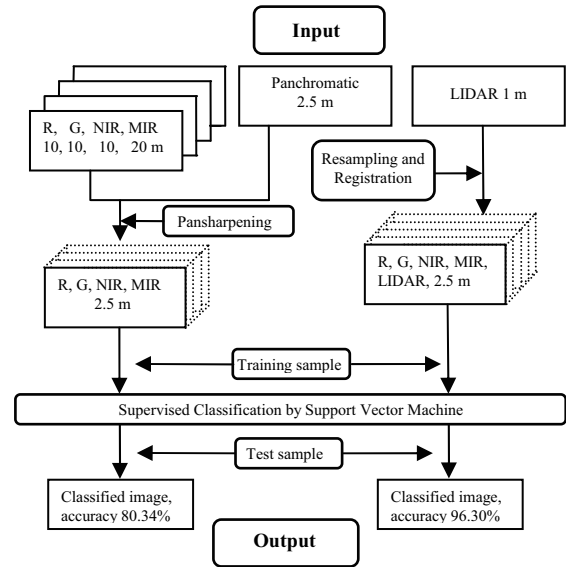 Input
Panchromatic
2.5 m
LIDAR 1 m
R, G, NIR, MIR
10, 10, 10, 20 m
Resampling and
Registration
Pansharpening
R, G, NIR, MIR
2.5 m
R, G, NIR, MIR,
LIDAR, 2.5 m
Training sample
Supervised Classification by Support Vector Machine
Test sample
Classified image,
accuracy 80.34%
Classified image,
accuracy 96.30%
Output